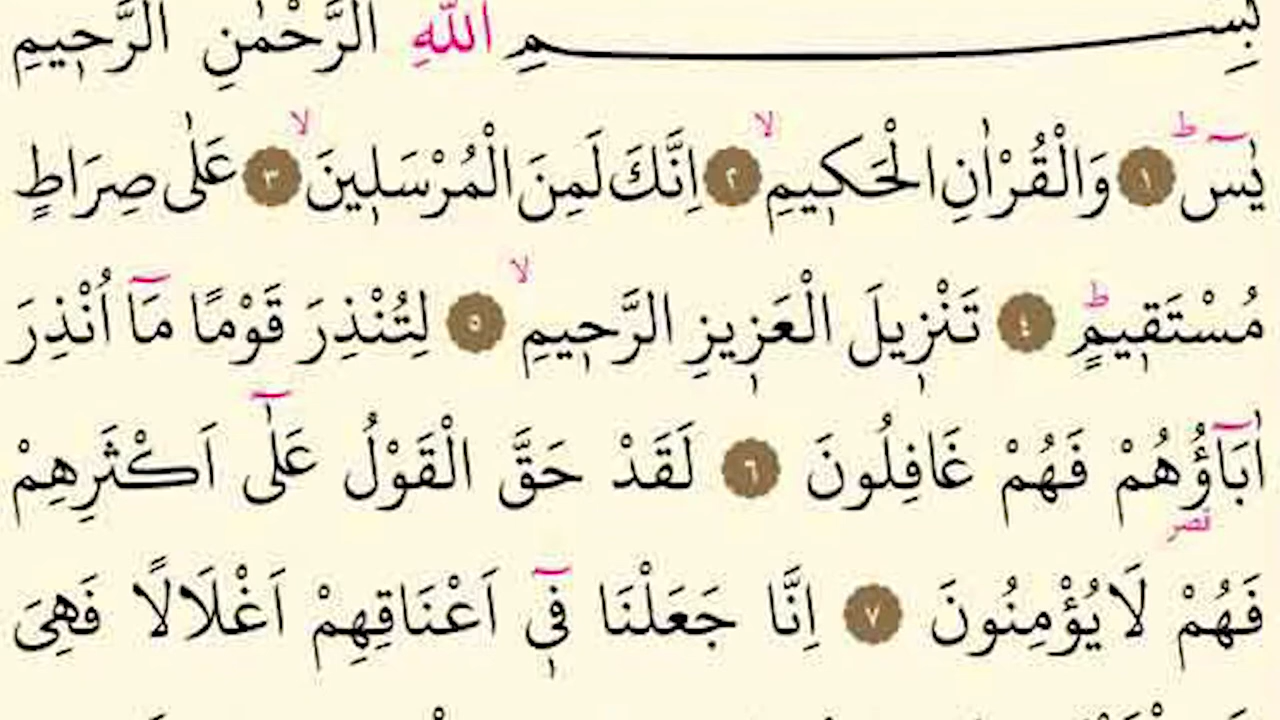 بِسْمِ اللّٰهِ الرَّحْمٰنِ الرَّح۪يمِ
يٰسٓ ۜ ﴿١﴾ وَالْقُرْاٰنِ الْحَك۪يمِۙ ﴿٢﴾ اِنَّكَ لَمِنَ الْمُرْسَل۪ينَۙ ﴿٣﴾ عَلٰى صِرَاطٍ
مُسْتَق۪يمٍۜ ﴿٤﴾ تَنْز۪يلَ الْعَز۪يزِ الرَّح۪يمِۙ ﴿٥﴾ لِتُنْذِرَ قَوْمًا مَٓا اُنْذِرَ
اٰبَٓاؤُ۬هُمْ فَهُمْ غَافِلُونَ ﴿٦﴾ لَقَدْ حَقَّ الْقَوْلُ عَلٰٓى اَكْثَرِهِمْ
فَهُمْ لَا يُؤْمِنُونَ ﴿٧﴾ اِنَّا جَعَلْنَا ف۪ٓي اَعْنَاقِهِمْ اَغْلَالًا فَهِيَ